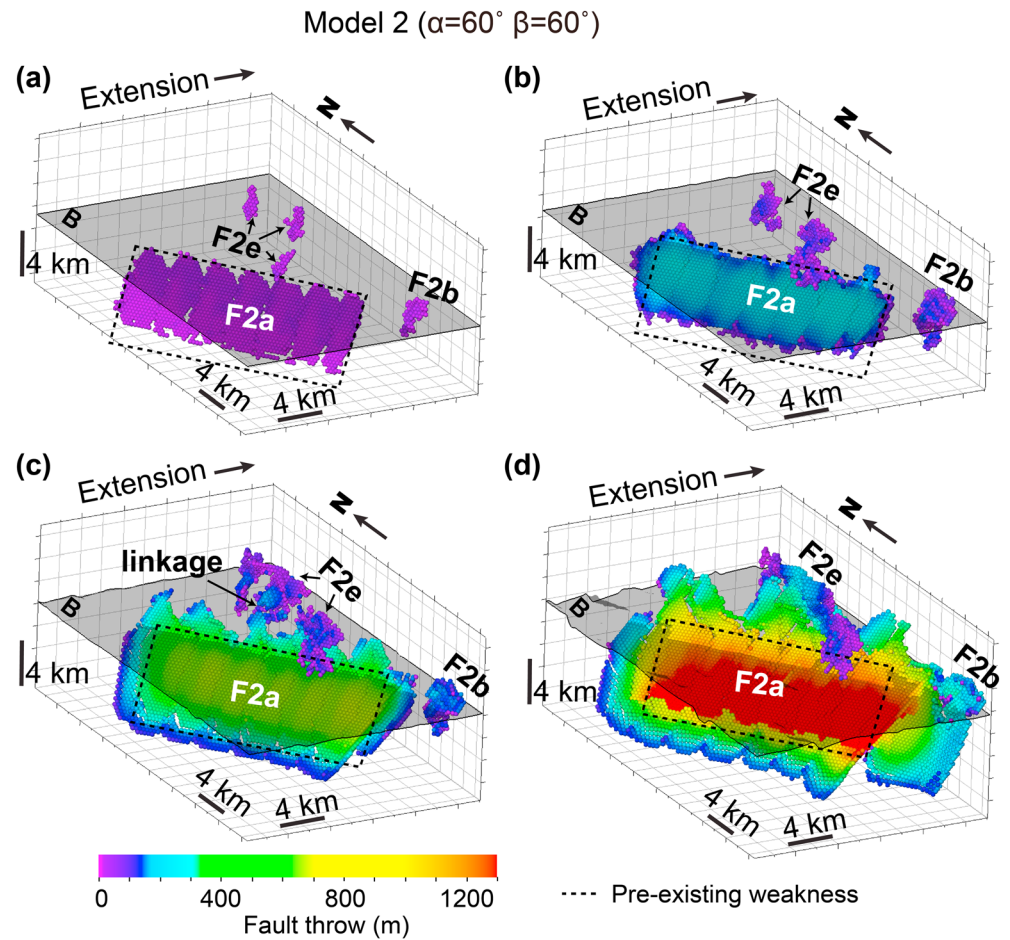 Model 2 (α=60˚ β=60˚)
(a)
Extension
N
B
F2e
F2b
F2a
4 km
4 km
4 km
(b)
Extension
N
B
F2e
F2b
F2a
4 km
4 km
4 km
(c)
Extension
N
linkage
F2e
B
F2b
F2a
4 km
4 km
4 km
(d)
Extension
N
F2e
B
F2b
F2a
4 km
4 km
4 km
0 400 800 1200
Fault throw (m)
Pre-existing weakness